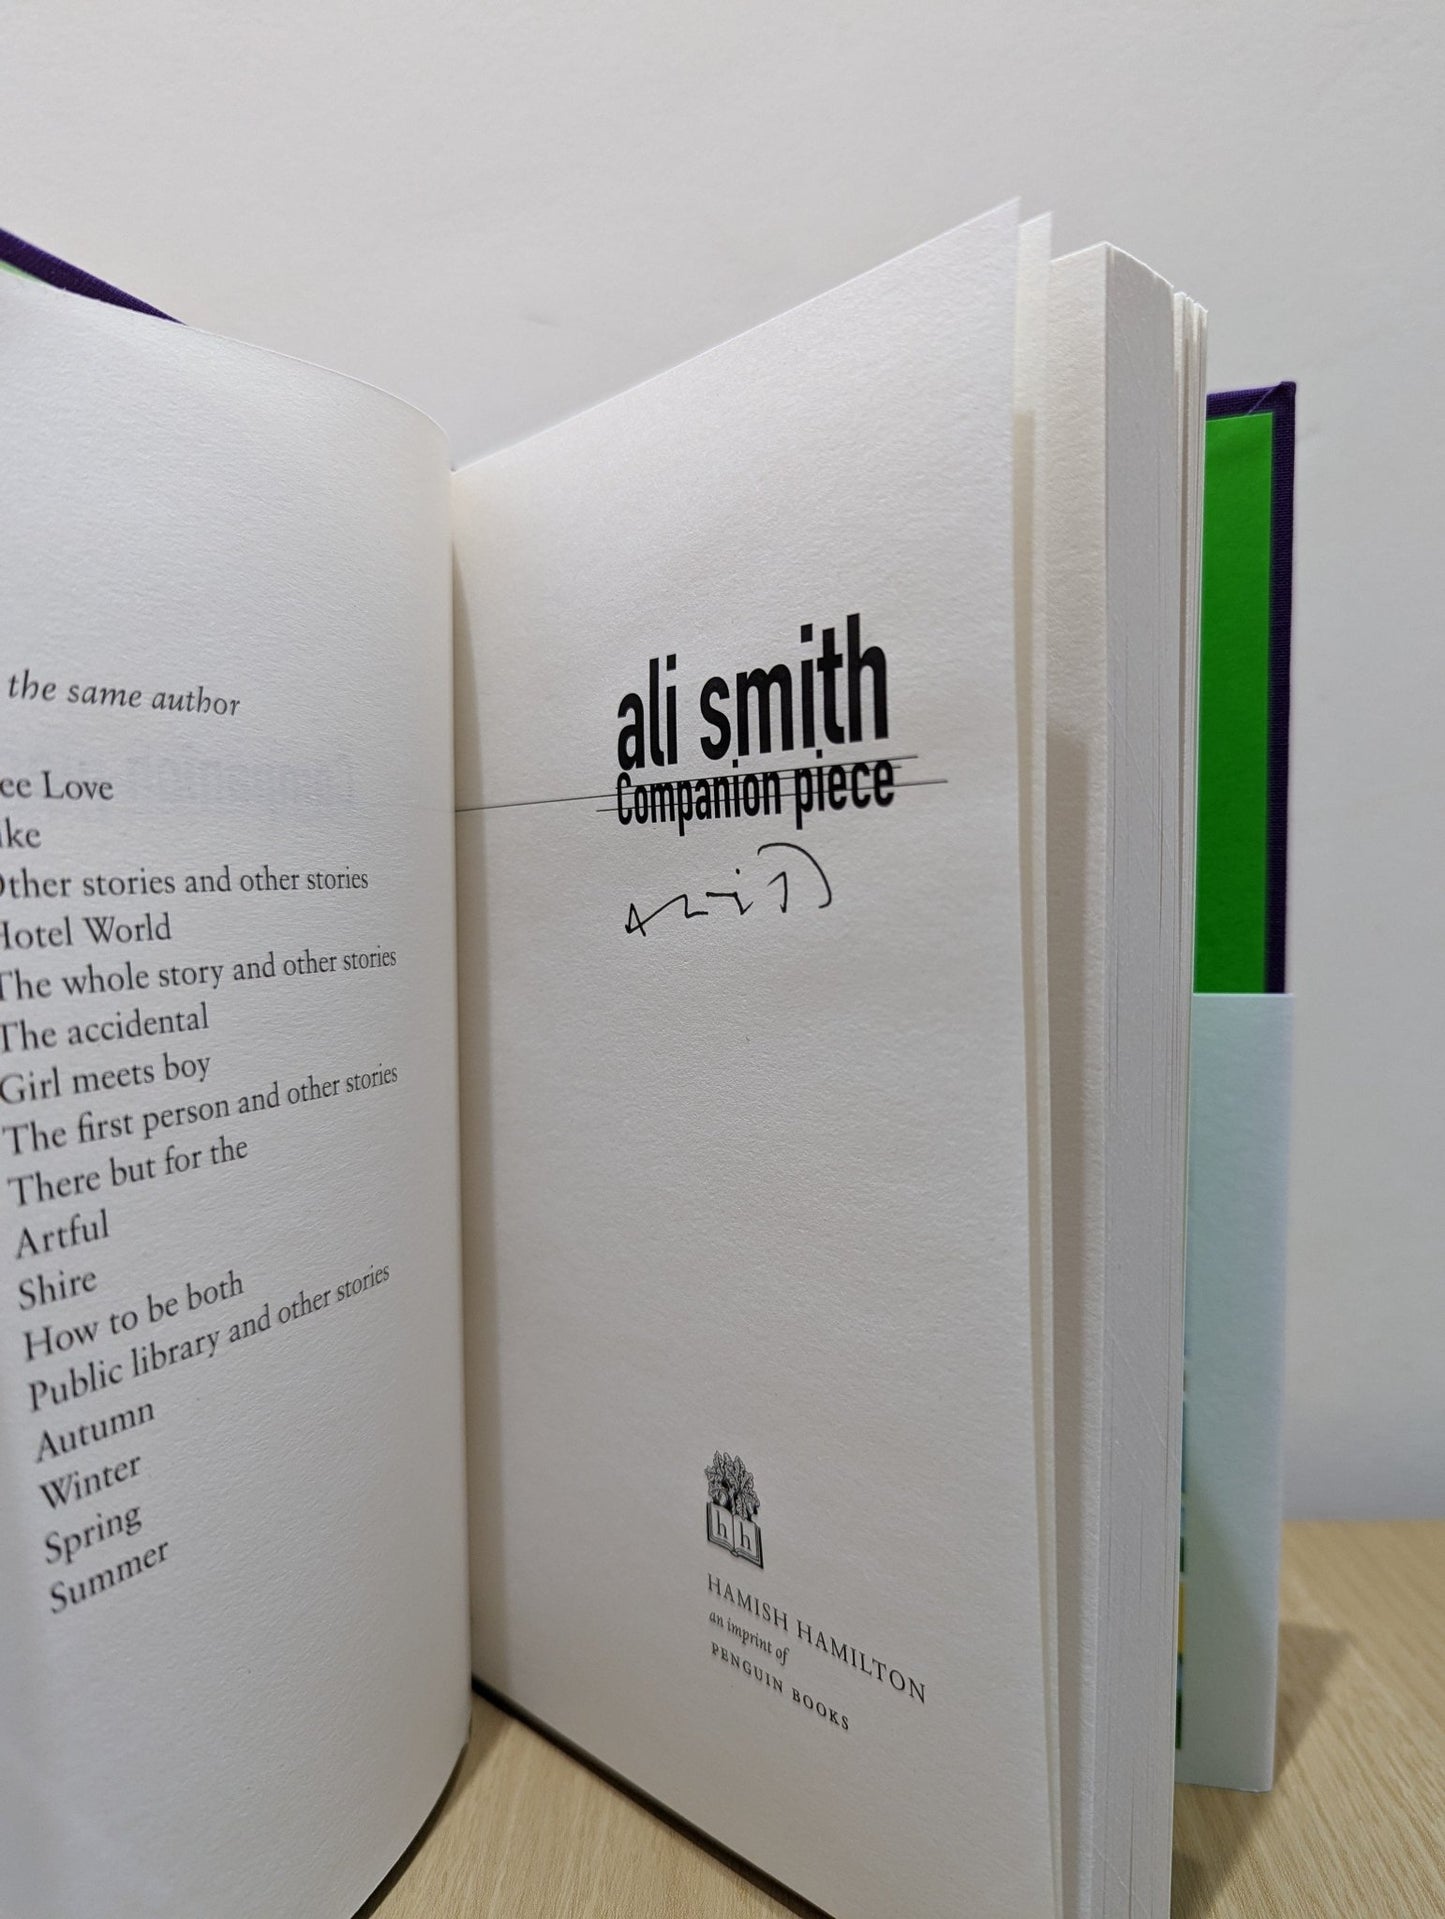 the same author
ee Love
ke
Other stories and other stories
Hotel World
The whole story and other stories
The accidental
Girl meets boy
The first person and other stories
There but for the
Artful
Shire
How to be both
Public library and other stories
Autumn
Winter
Spring
Summer
ali smith
Companion piece
h h
HAMISH HAMILTON
an imprint of
PENGUIN BOOKS